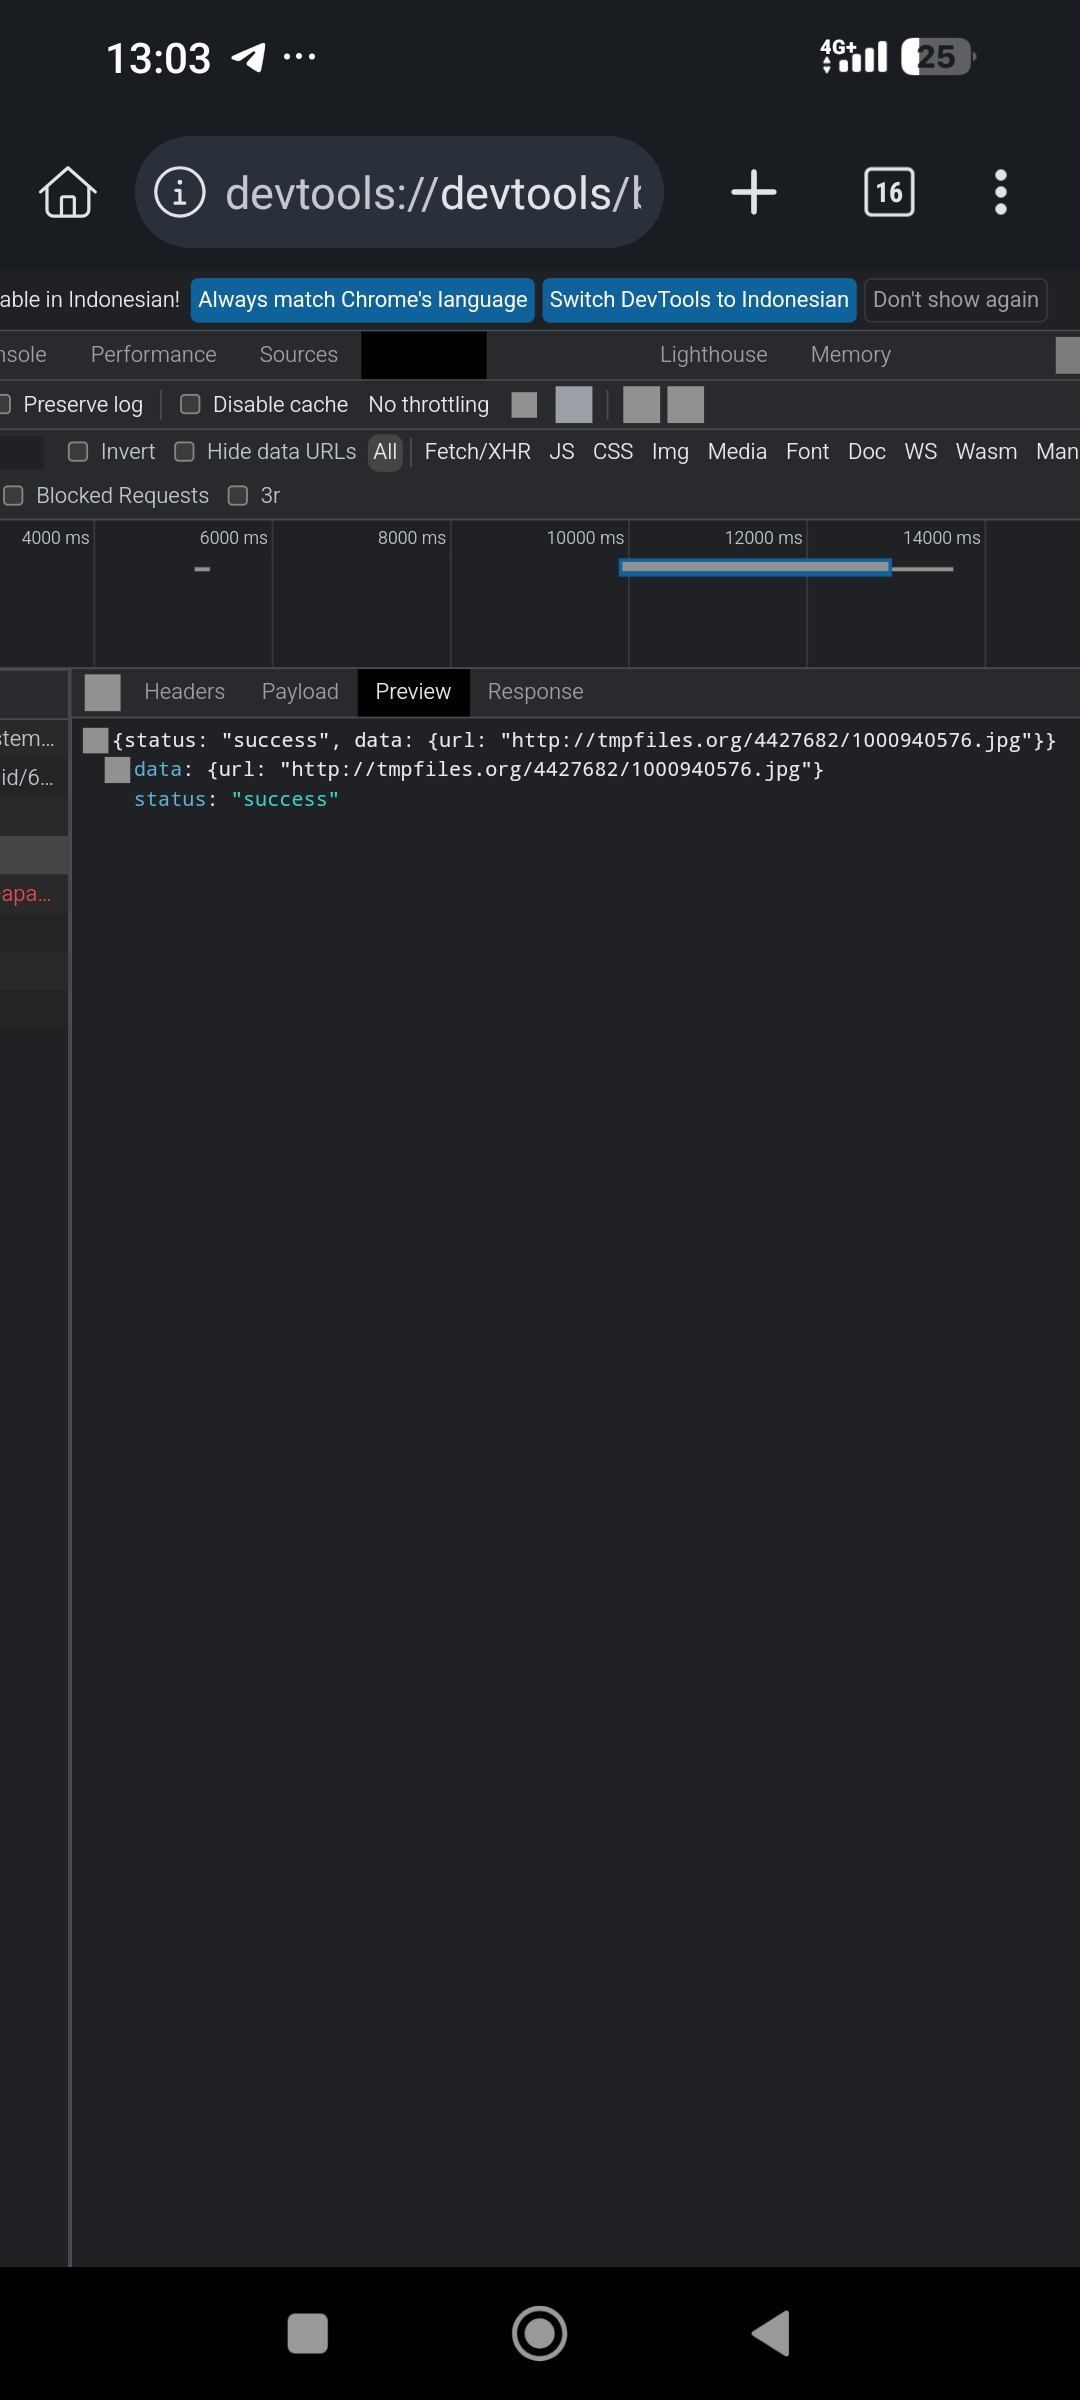 13:03 ...
4G+ 25
devtools://devtools/b
16
able in Indonesian! Always match Chrome's language Switch DevTools to Indonesian Don't show again
nsole Performance Sources Lighthouse Memory
Preserve log Disable cache No throttling
Invert Hide data URLs All Fetch/XHR JS CSS Img Media Font Doc WS Wasm Man
Blocked Requests 3r
4000 ms 6000 ms 8000 ms 10000 ms 12000 ms 14000 ms
Headers Payload Preview Response
stem...
id/6...
apa...
{status: "success", data: {url: "http://tmpfiles.org/4427682/1000940576.jpg"}}
data: {url: "http://tmpfiles.org/4427682/1000940576.jpg"}
status: "success"